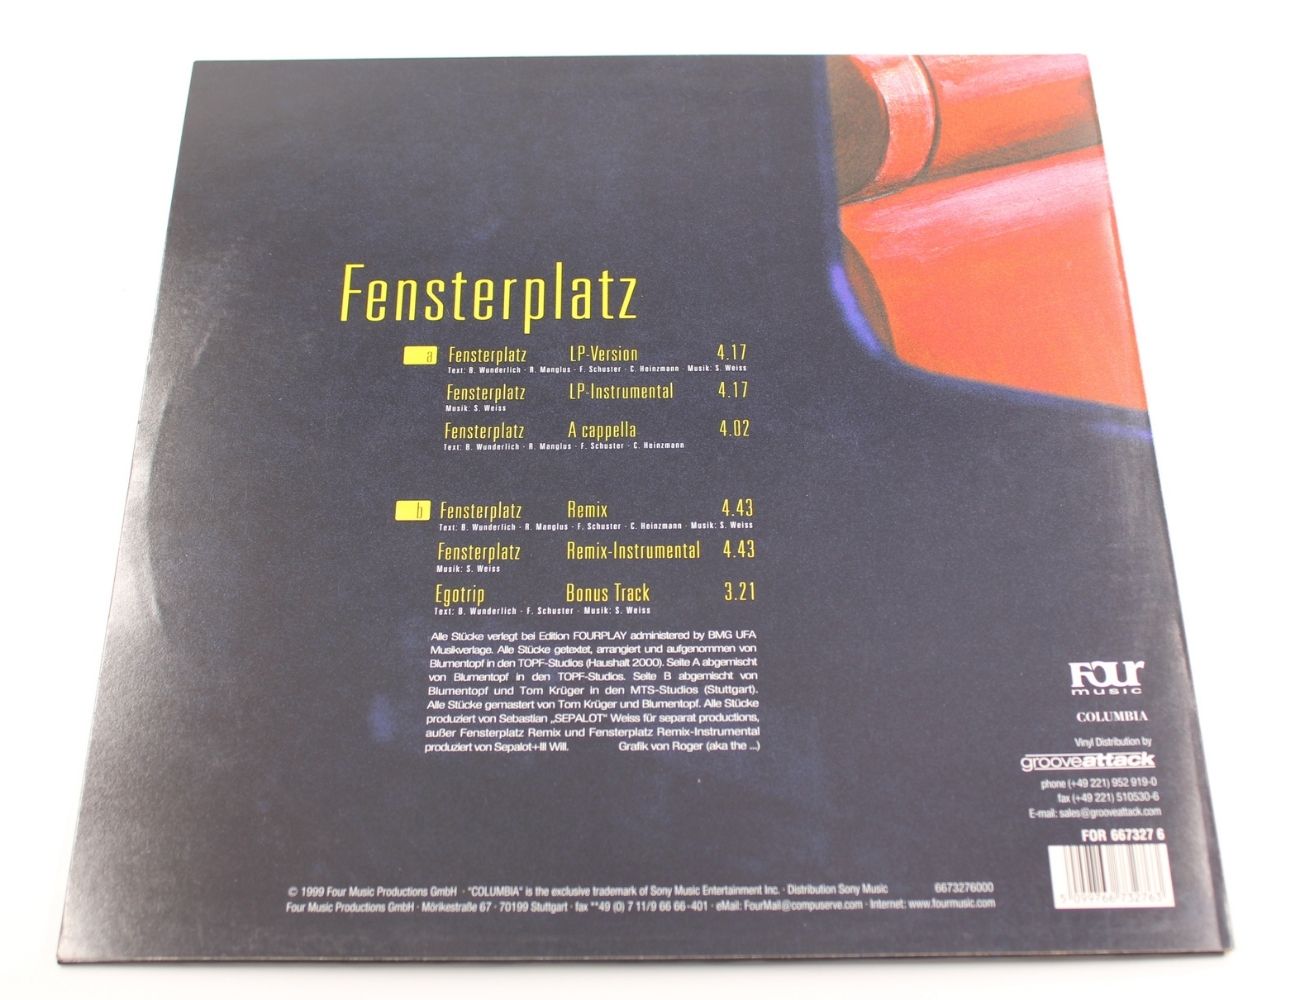 Fensterplatz
a Fensterplatz LP-Version 4.17
Text: B. Wunderlich · R. Manglus · F. Schuster · C. Heinzmann · Musik: S. Weiss
Fensterplatz LP-Instrumental 4.17
Musik: S. Weiss
Fensterplatz A cappella 4.02
Text: B. Wunderlich · R. Manglus · F. Schuster · C. Heinzmann
b Fensterplatz Remix 4.43
Text: B. Wunderlich · R. Manglus · F. Schuster · C. Heinzmann · Musik: S. Weiss
Fensterplatz Remix-Instrumental 4.43
Musik: S. Weiss
Egotrip Bonus Track 3.21
Text: B. Wunderlich · F. Schuster · Musik: S. Weiss
Alle Stücke verlegt bei Edition FOURPLAY administered by BMG UFA
Musikverlage. Alle Stücke getextet, arrangiert und aufgenommen von
Blumentopf in den TOPF-Studios (Haushalt 2000). Seite A abgemischt
von Blumentopf in den TOPF-Studios. Seite B abgemischt von
Blumentopf und Tom Krüger in den MTS-Studios (Stuttgart).
Alle Stücke gemastert von Tom Krüger und Blumentopf. Alle Stücke
produziert von Sebastian „SEPALOT" Weiss für separat productions,
außer Fensterplatz Remix und Fensterplatz Remix-Instrumental
produziert von Sepalot+Ill Will. Grafik von Roger (aka the ...)
FOUR
music
COLUMBIA
Vinyl Distribution by
grooveattack
phone (+49 221) 952 919-0
fax (+49 221) 510530-6
E-mail: sales@grooveattack.com
FOR 667327 6
5 099766 732763
© 1999 Four Music Productions GmbH · "COLUMBIA" is the exclusive trademark of Sony Music Entertainment Inc. · Distribution Sony Music 6673276000
Four Music Productions GmbH · Mörikestraße 67 · 70199 Stuttgart · fax **49 (0) 7 11/9 66 66-401 · eMail: FourMail@compuserve.com · Internet: www.fourmusic.com